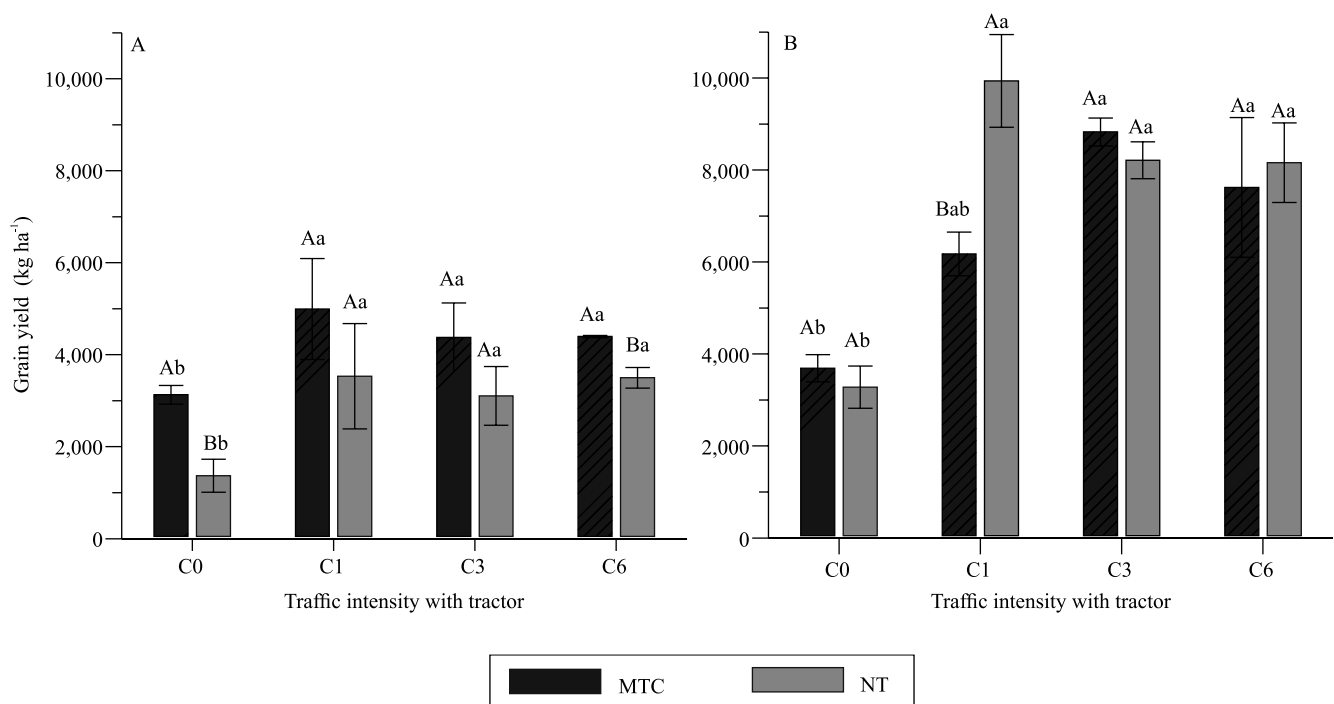 A
Grain yield (kg ha-1)
10,000
8,000
6,000
4,000
2,000
0
Ab
Bb
Aa
Aa
Aa
Aa
Aa
Ba
C0 C1 C3 C6
Traffic intensity with tractor
B
10,000
8,000
6,000
4,000
2,000
0
Ab
Ab
Bab
Aa
Aa
Aa
Aa
Aa
C0 C1 C3 C6
Traffic intensity with tractor
MTC NT